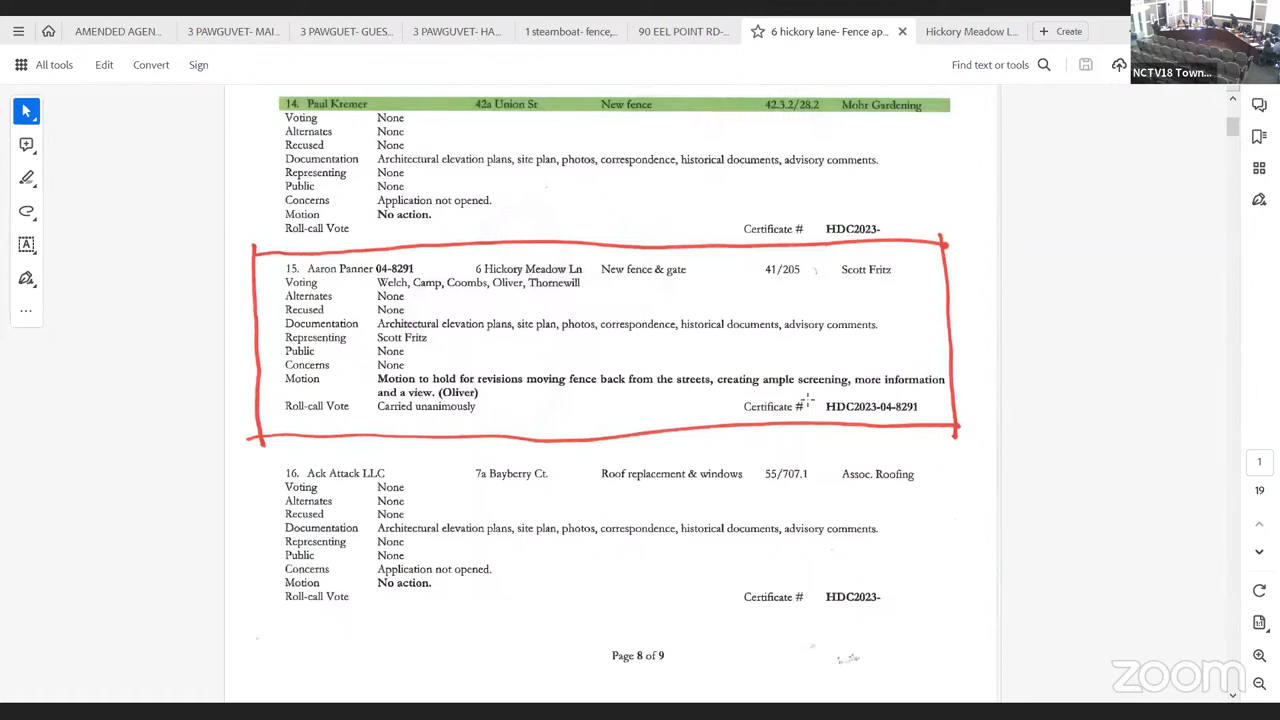 AMENDED AGEN...
3 PAWGUVET- MAI...
3 PAWGUET- GUES...
3 PAWGUVET- HA...
1 steamboat- fence,...
90 EEL POINT RD-...
6 hickory lane- Fence ap...
Hickory Meadow L...
Create
NCTV18 Town...
All tools
Edit
Convert
Sign
Find text or tools
14. Paul Kremer 42a Union St New fence 42.3.2/28.2 Mohr Gardening
Voting None
Alternates None
Recused None
Documentation Architectural elevation plans, site plan, photos, correspondence, historical documents, advisory comments.
Representing None
Public None
Concerns Application not opened.
Motion No action.
Roll-call Vote Certificate # HDC2023-
15. Aaron Panner 04-8291 6 Hickory Meadow Ln New fence & gate 41/205 Scott Fritz
Voting Welch, Camp, Coombs, Oliver, Thornewill
Alternates None
Recused None
Documentation Architectural elevation plans, site plan, photos, correspondence, historical documents, advisory comments.
Representing Scott Fritz
Public None
Concerns None
Motion Motion to hold for revisions moving fence back from the streets, creating ample screening, more information
and a view. (Oliver)
Roll-call Vote Carried unanimously Certificate # HDC2023-04-8291
16. Ack Attack LLC 7a Bayberry Ct. Roof replacement & windows 55/707.1 Assoc. Roofing
Voting None
Alternates None
Recused None
Documentation Architectural elevation plans, site plan, photos, correspondence, historical documents, advisory comments.
Representing None
Public None
Concerns Application not opened.
Motion No action.
Roll-call Vote Certificate # HDC2023-
Page 8 of 9
1
19
zoom